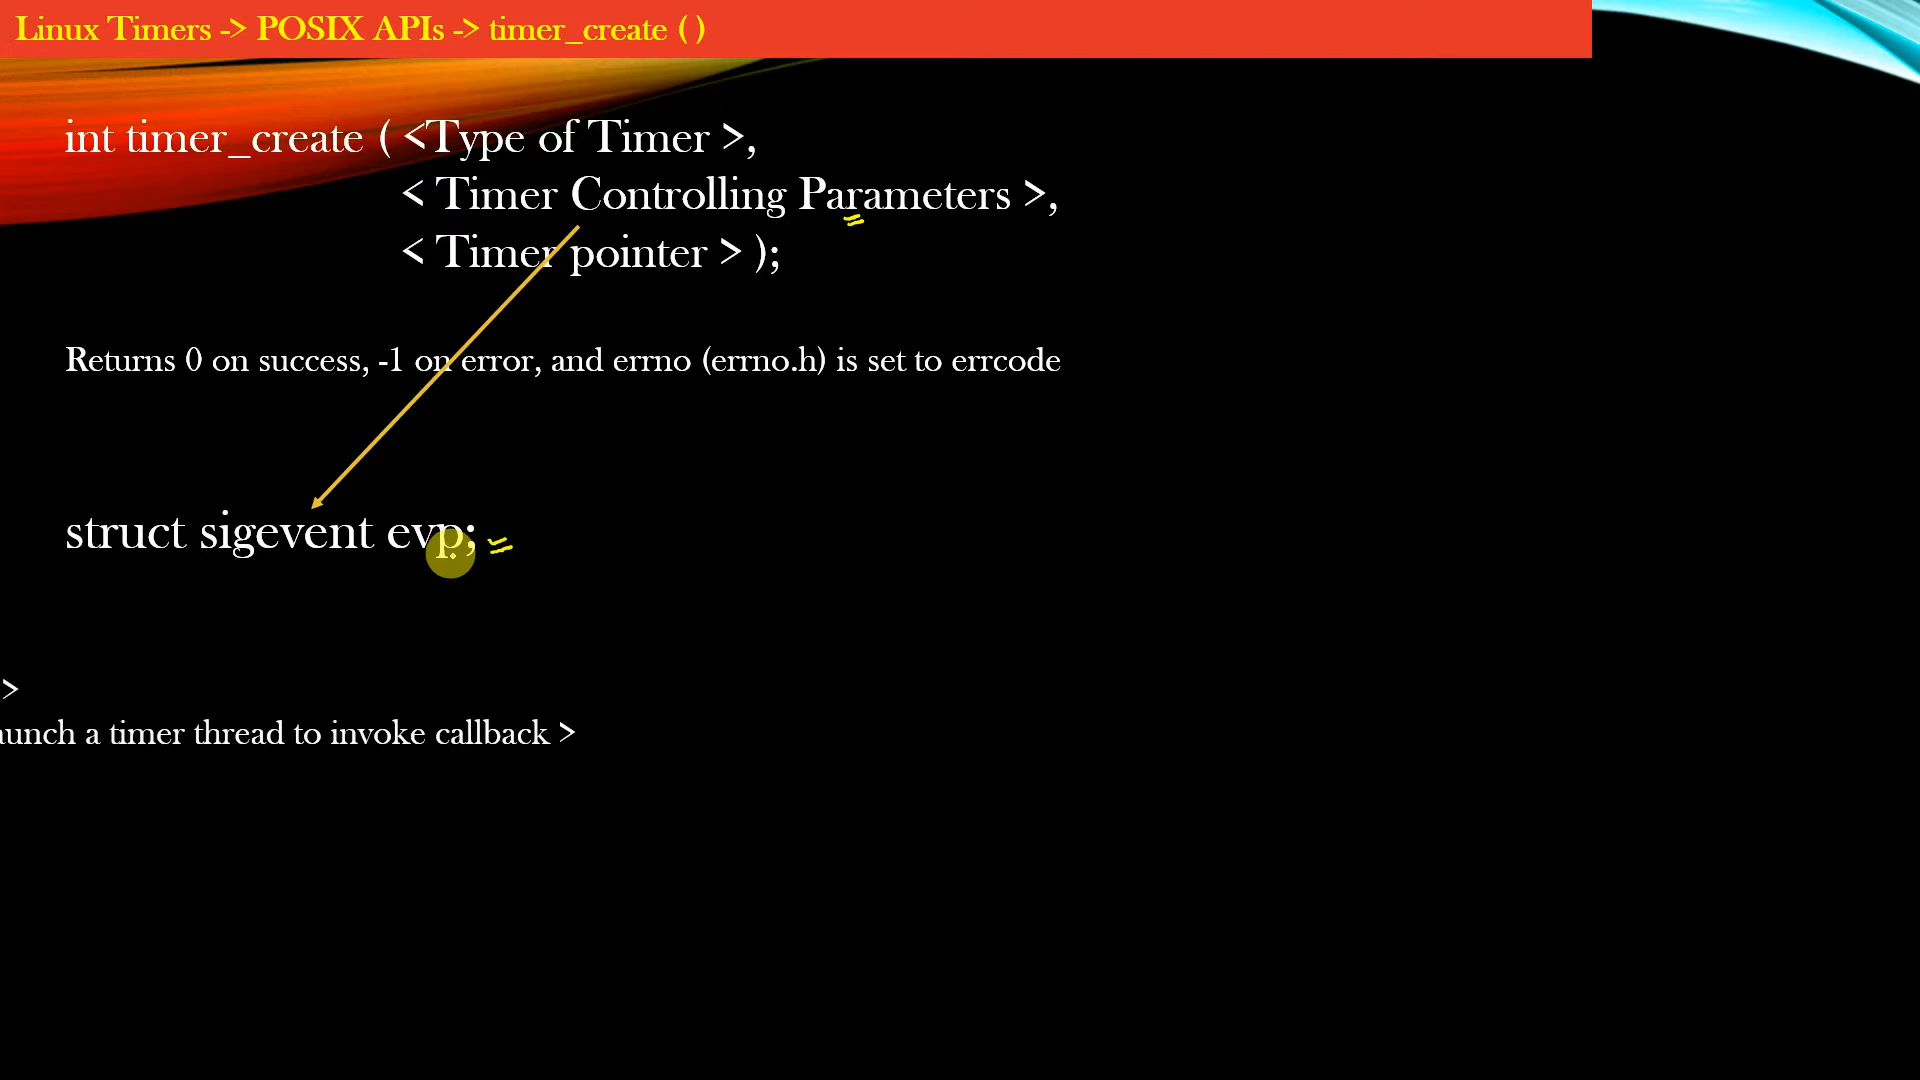 Linux Timers -> POSIX APIs -> timer_create ( )
int timer_create ( <Type of Timer >,
< Timer Controlling Parameters >,
< Timer pointer > );
Returns 0 on success, -1 on error, and errno (errno.h) is set to errcode
struct sigevent evp;
>
a timer thread to invoke callback >